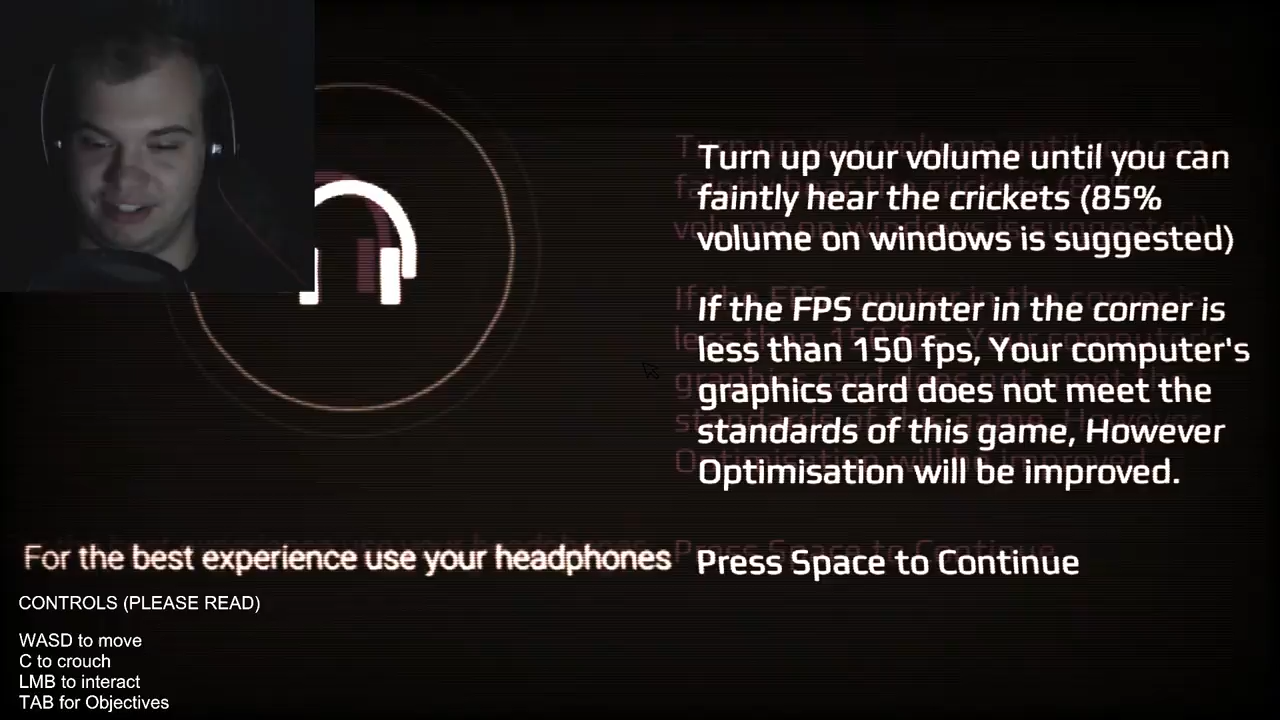 Turn up your volume until you can
faintly hear the crickets (85%
volume on windows is suggested)
If the FPS counter in the corner is
less than 150 fps, Your computer's
graphics card does not meet the
standards of this game, However
Optimisation will be improved.
For the best experience use your headphones
Press Space to Continue
CONTROLS (PLEASE READ)
WASD to move
C to crouch
LMB to interact
TAB for Objectives